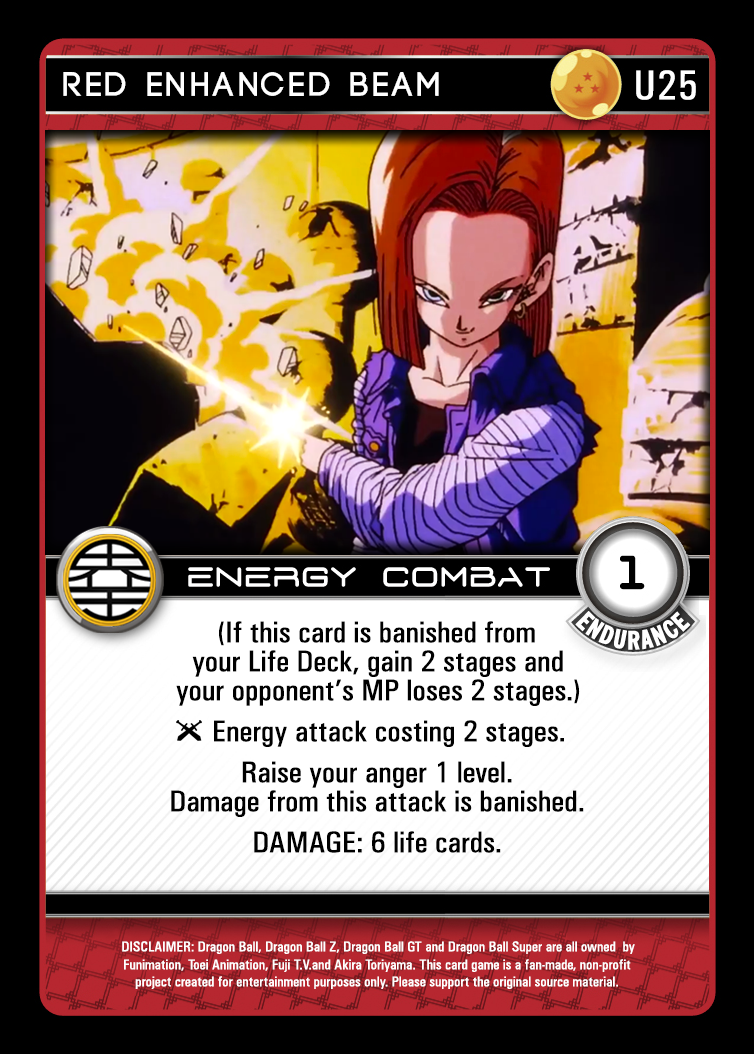 RED ENHANCED BEAM
U25
ENERGY COMBAT
1
ENDURANCE
(If this card is banished from
your Life Deck, gain 2 stages and
your opponent's MP loses 2 stages.)
Energy attack costing 2 stages.
Raise your anger 1 level.
Damage from this attack is banished.
DAMAGE: 6 life cards.
DISCLAIMER: Dragon Ball, Dragon Ball Z, Dragon Ball GT and Dragon Ball Super are all owned by
Funimation, Toei Animation, Fuji T.V.and Akira Toriyama. This card game is a fan-made, non-profit
project created for entertainment purposes only. Please support the original source material.